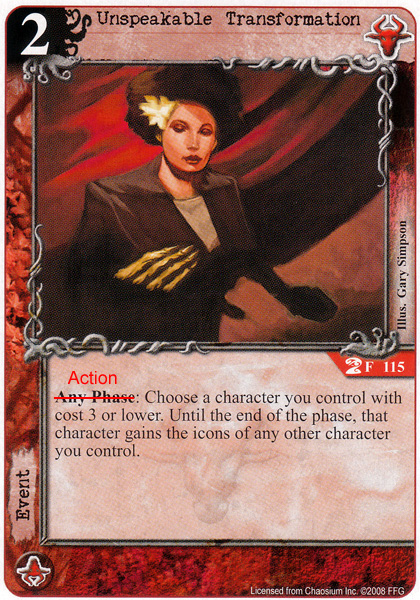 2
Unspeakable Transformation
Illus. Gary Simpson
F 115
Action
Any Phase: Choose a character you control with
cost 3 or lower. Until the end of the phase, that
character gains the icons of any other character
you control.
Event
Licensed from Chaosium Inc. ©2008 FFG